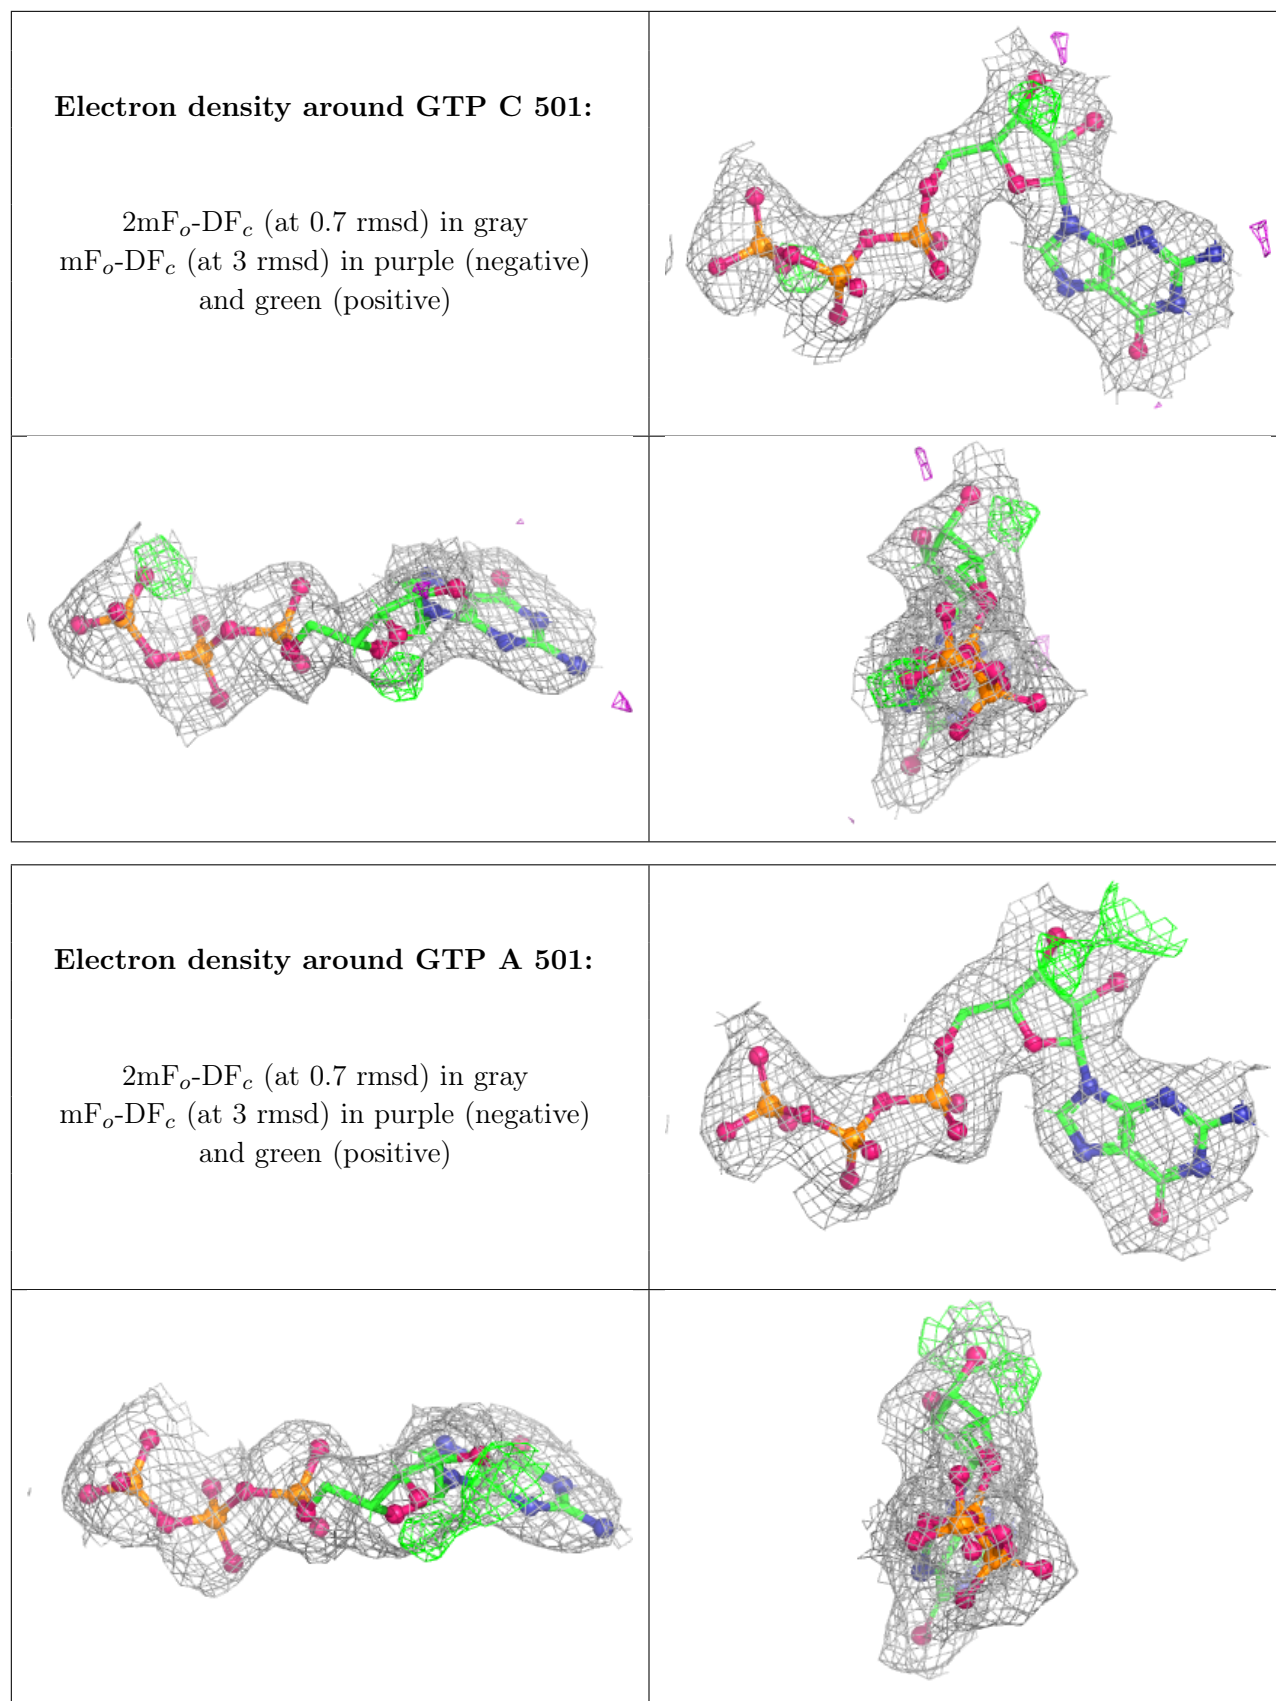 Electron density around GTP C 501:
2mFo-DFc (at 0.7 rmsd) in gray
mFo-DFc (at 3 rmsd) in purple (negative)
and green (positive)
Electron density around GTP A 501:
2mFo-DFc (at 0.7 rmsd) in gray
mFo-DFc (at 3 rmsd) in purple (negative)
and green (positive)